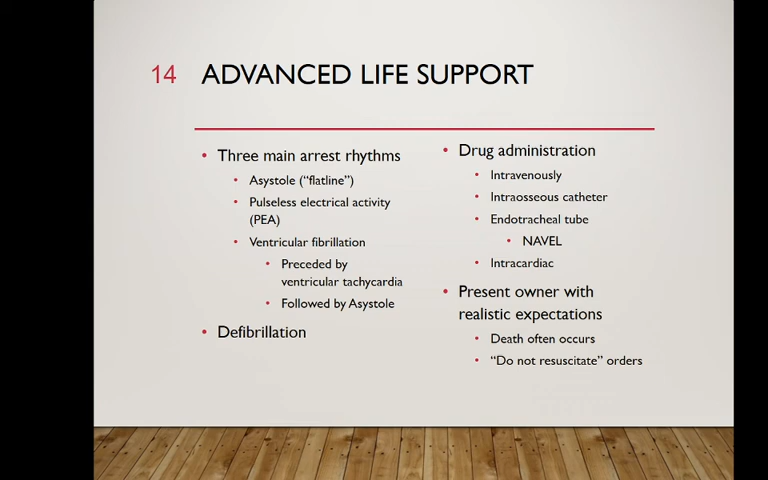 14 ADVANCED LIFE SUPPORT
• Three main arrest rhythms
• Asystole (“flatline”)
• Pulseless electrical activity
(PEA)
• Ventricular fibrillation
• Preceded by
ventricular tachycardia
• Followed by Asystole
• Defibrillation
• Drug administration
• Intravenously
• Intraosseous catheter
• Endotracheal tube
• NAVEL
• Intracardiac
• Present owner with
realistic expectations
• Death often occurs
• “Do not resuscitate” orders